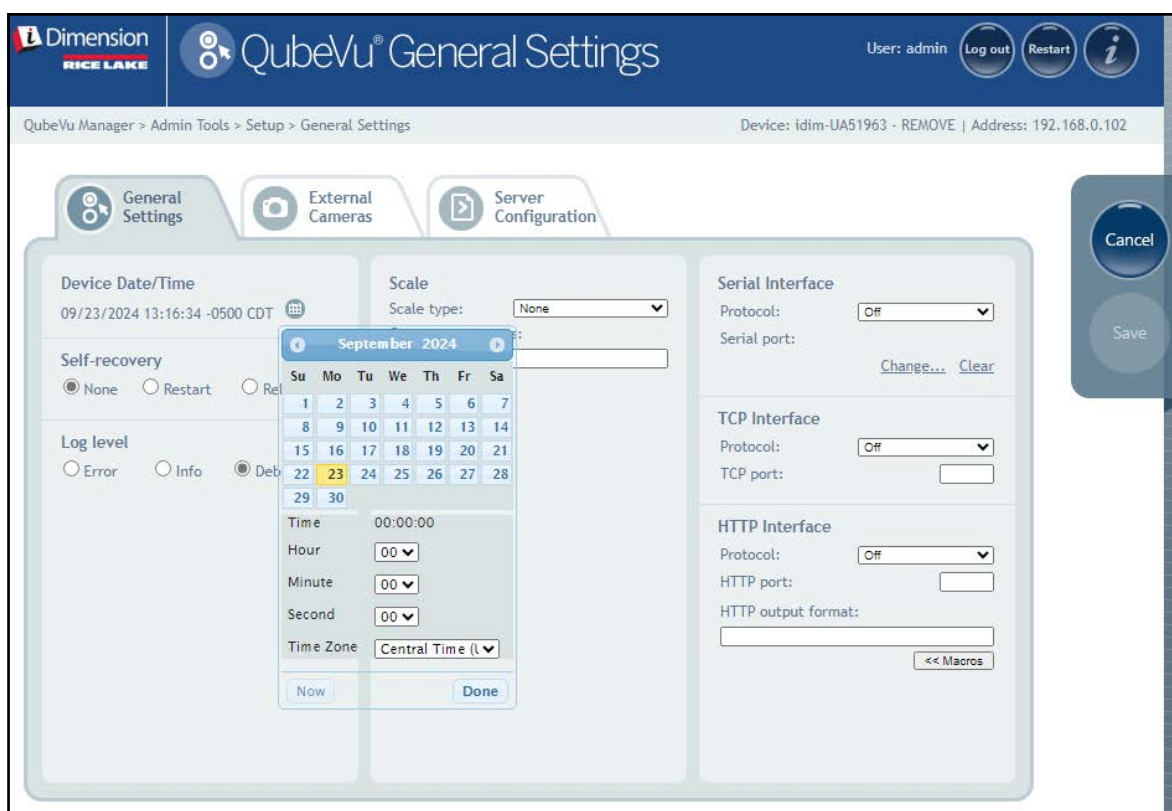 i Dimension
RICE LAKE
QubeVu® General Settings
User: admin
Log out
Restart
i
QubeVu Manager > Admin Tools > Setup > General Settings
Device: idim-UA51963 - REMOVE | Address: 192.168.0.102
General
Settings
External
Cameras
Server
Configuration
Cancel
Save
Device Date/Time
09/23/2024 13:16:34 -0500 CDT
Self-recovery
None Restart
Log level
Error Info
September 2024
Su Mo Tu We Th Fr Sa
1 2 3 4 5 6 7
8 9 10 11 12 13 14
15 16 17 18 19 20 21
22 23 24 25 26 27 28
29 30
Time 00:00:00
Hour 00
Minute 00
Second 00
Time Zone Central Time (
Now Done
Scale
Scale type: None
Serial Interface
Protocol: Off
Serial port:
Change... Clear
TCP Interface
Protocol: Off
TCP port:
HTTP Interface
Protocol: Off
HTTP port:
HTTP output format:
<< Macros